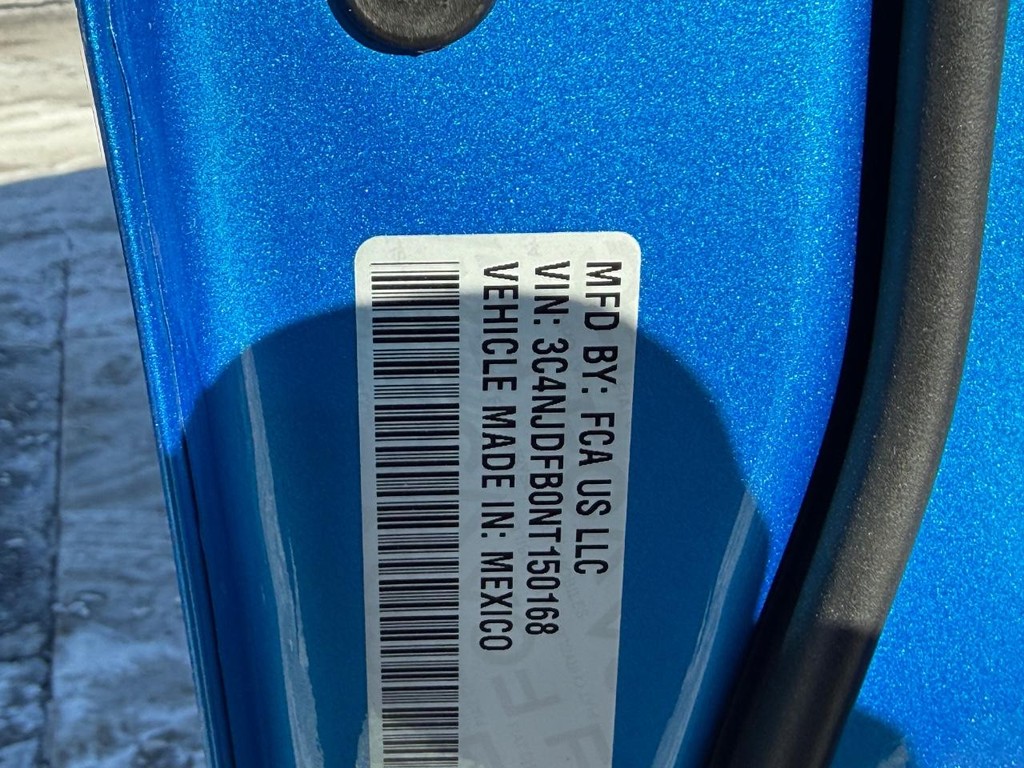 MFD BY: FCA US LLC
VIN: 3C4NJDFB0NT150168
VEHICLE MADE IN: MEXICO